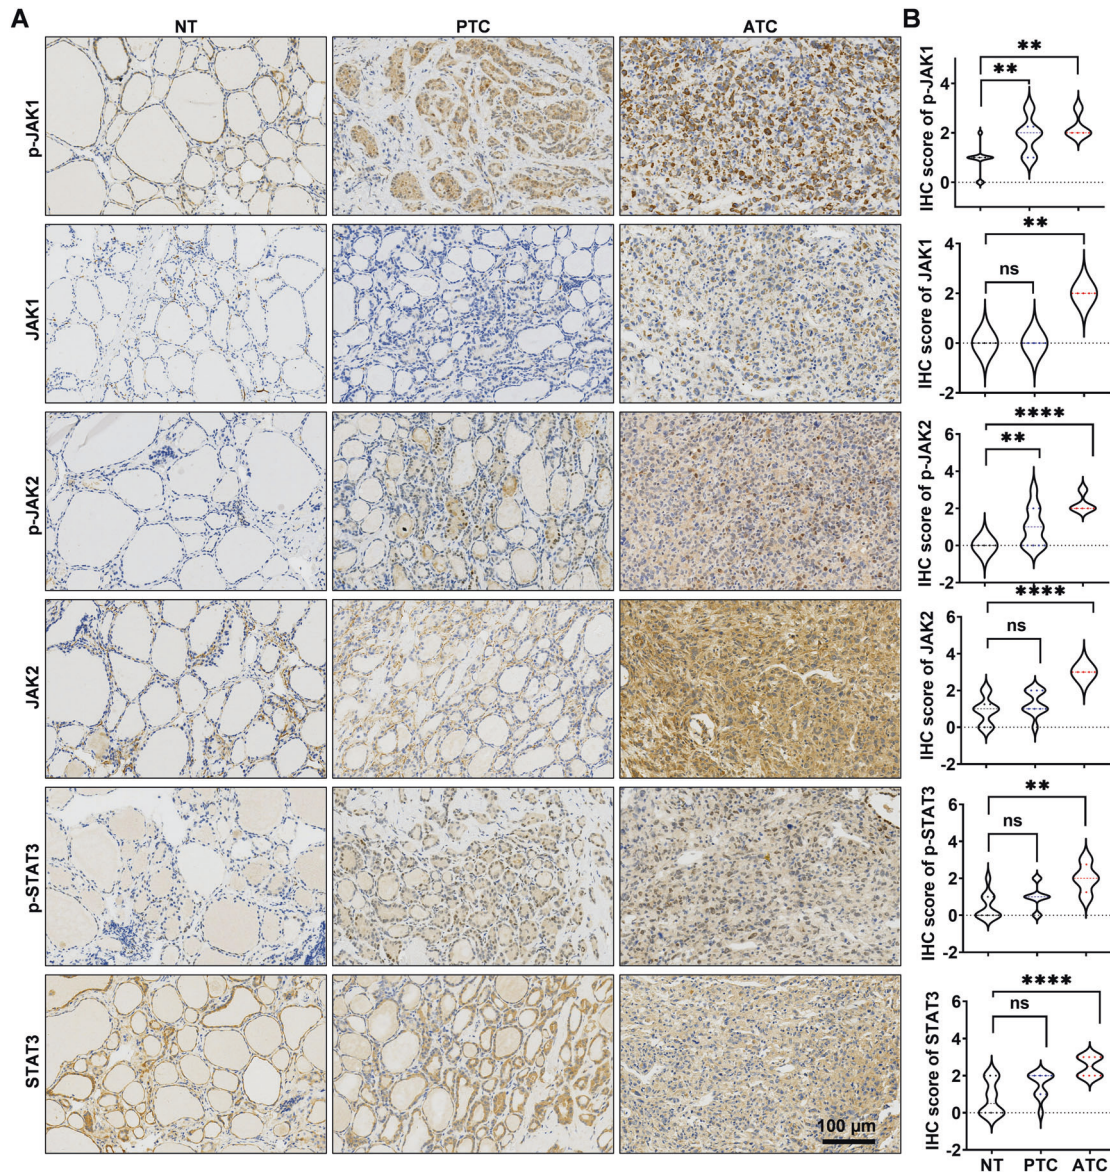 A
NT
PTC
ATC
B
p-JAK1
JAK1
p-JAK2
JAK2
p-STAT3
STAT3
100 μm
IHC score of p-JAK1
**
**
4
2
0
IHC score of JAK1
**
ns
4
2
0
-2
IHC score of p-JAK2
****
**
6
4
2
0
-2
IHC score of JAK2
****
ns
6
4
2
0
-2
IHC score of p-STAT3
**
ns
6
4
2
0
-2
IHC score of STAT3
****
ns
6
4
2
0
-2
NT
PTC
ATC